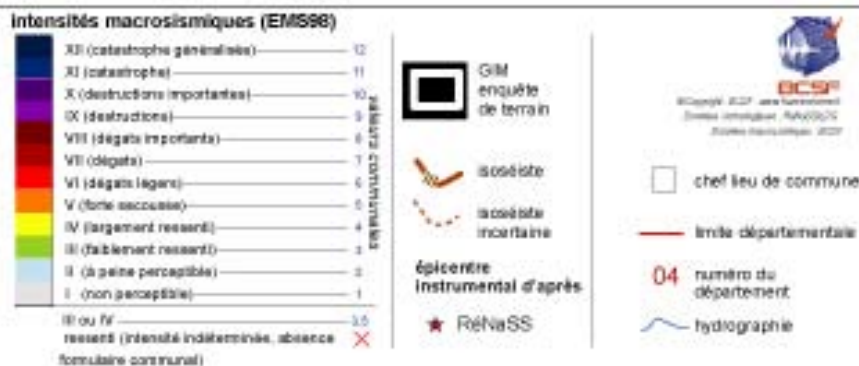 intensités macrosismiques (EMS98)
XII (catastrophe généralisée) 12
XI (catastrophe) 11
X (destructions importantes) 10
IX (destructions) 9
VIII (dégats importants) 8
VII (dégats) 7
VI (dégats légers) 6
V (forte secousse) 5
IV (largement ressenti) 4
III (faiblement ressenti) 3
II (à peine perceptible) 2
I (non perceptible) 1
III ou IV 3,5
ressenti (intensité indéterminée, absence
formulaire communal)
valeurs communales
GIM
enquête
de terrain
isoséiste
isoséiste
incertaine
épicentre
instrumental d'après
RéNaSS
BCSF
chef lieu de commune
limite départementale
04 numéro du
département
hydrographie